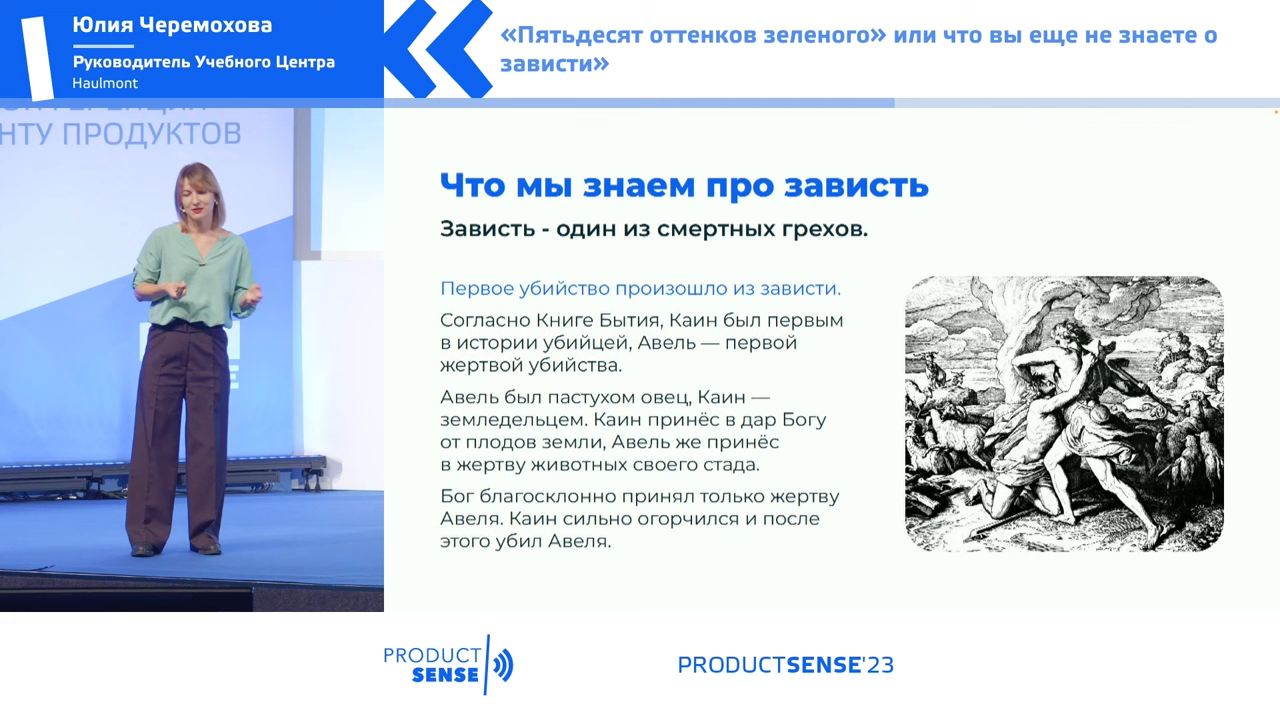 Юлия Черемохова
Руководитель Учебного Центра
Haulmont
«Пятьдесят оттенков зеленого» или что вы еще не знаете о
зависти»
НТУ ПРОДУКТОВ
Что мы знаем про зависть
Зависть - один из смертных грехов.
Первое убийство произошло из зависти.
Согласно Книге Бытия, Каин был первым
в истории убийцей, Авель — первой
жертвой убийства.
Авель был пастухом овец, Каин —
земледельцем. Каин принёс в дар Богу
от плодов земли, Авель же принёс
в жертву животных своего стада.
Бог благосклонно принял только жертву
Авеля. Каин сильно огорчился и после
этого убил Авеля.
PRODUCT
SENSE
PRODUCTSENSE'23